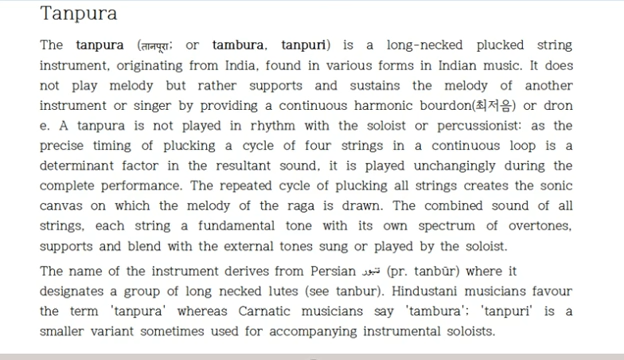 Tanpura
The tanpura (तानपूरा; or tambura, tanpuri) is a long-necked plucked string
instrument, originating from India, found in various forms in Indian music. It does
not play melody but rather supports and sustains the melody of another
instrument or singer by providing a continuous harmonic bourdon(최저음) or dron
e. A tanpura is not played in rhythm with the soloist or percussionist: as the
precise timing of plucking a cycle of four strings in a continuous loop is a
determinant factor in the resultant sound, it is played unchangingly during the
complete performance. The repeated cycle of plucking all strings creates the sonic
canvas on which the melody of the raga is drawn. The combined sound of all
strings, each string a fundamental tone with its own spectrum of overtones,
supports and blend with the external tones sung or played by the soloist.
The name of the instrument derives from Persian تنبور (pr. tanbūr) where it
designates a group of long necked lutes (see tanbur). Hindustani musicians favour
the term 'tanpura' whereas Carnatic musicians say 'tambura'; 'tanpuri' is a
smaller variant sometimes used for accompanying instrumental soloists.